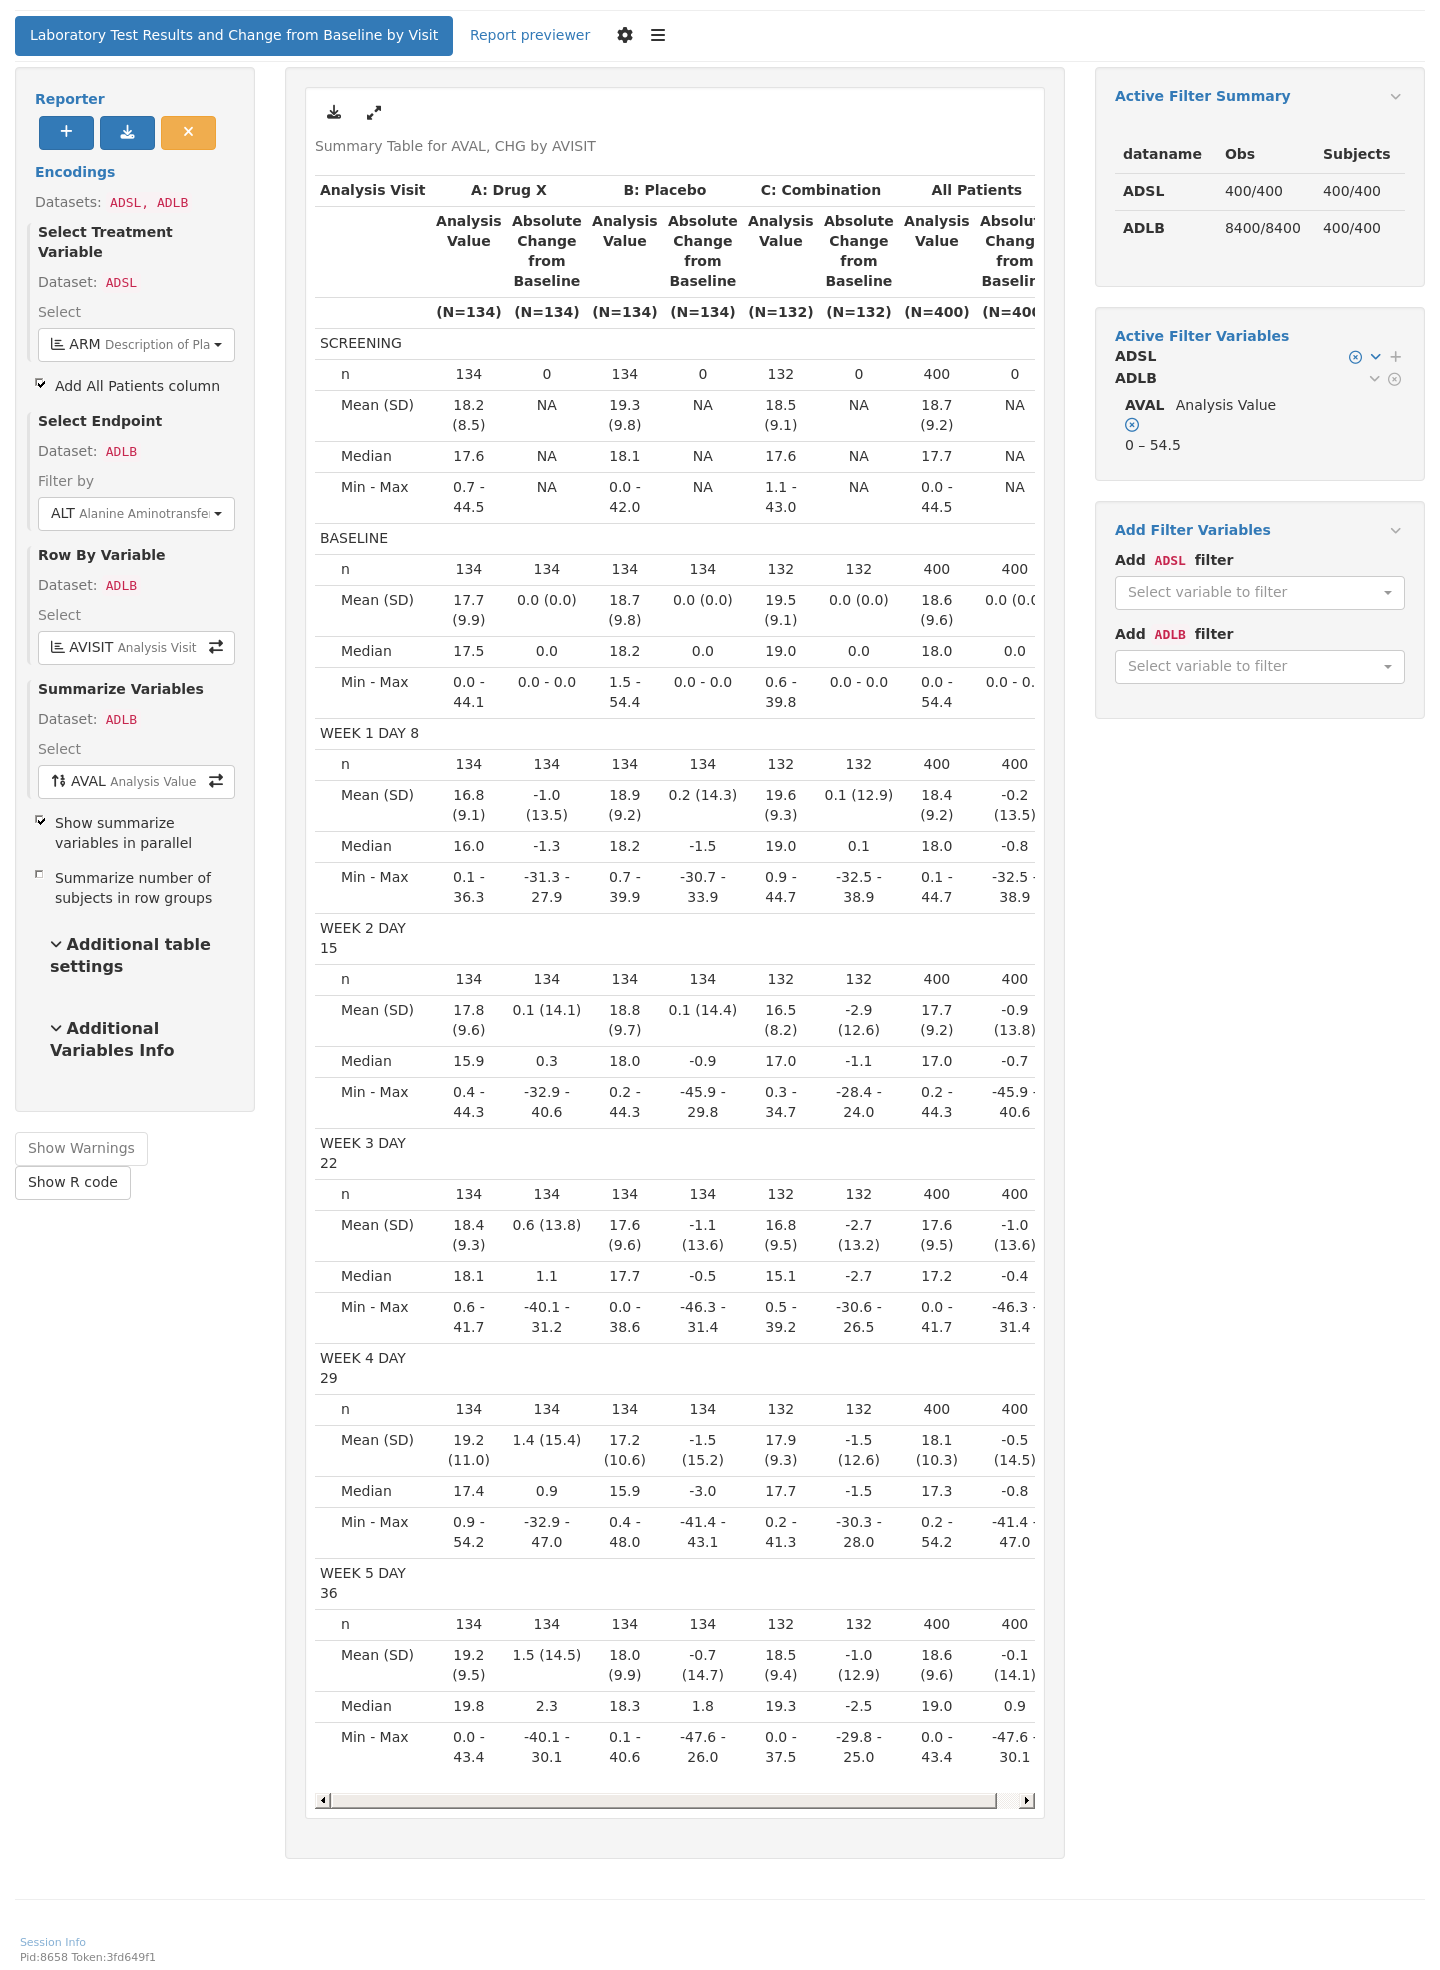 Laboratory Test Results and Change from Baseline by Visit Report previewer
Reporter
Encodings
Datasets: ADSL, ADLB
Select Treatment
Variable
Dataset: ADSL
Select
ARM Description of Pla
Add All Patients column
Select Endpoint
Dataset: ADLB
Filter by
ALT Alanine Aminotransfe
Row By Variable
Dataset: ADLB
Select
AVISIT Analysis Visit
Summarize Variables
Dataset: ADLB
Select
AVAL Analysis Value
Show summarize
variables in parallel
Summarize number of
subjects in row groups
Additional table
settings
Additional
Variables Info
Show Warnings
Show R code
Summary Table for AVAL, CHG by AVISIT
Analysis Visit A: Drug X B: Placebo C: Combination All Patients
Analysis Absolute Analysis Absolute Analysis Absolute Analysis Absolut
Value Change Value Change Value Change Value Chang
from from from from
Baseline Baseline Baseline Baselin
(N=134) (N=134) (N=134) (N=134) (N=132) (N=132) (N=400) (N=400
SCREENING
n 134 0 134 0 132 0 400 0
Mean (SD) 18.2 NA 19.3 NA 18.5 NA 18.7 NA
(8.5) (9.8) (9.1) (9.2)
Median 17.6 NA 18.1 NA 17.6 NA 17.7 NA
Min - Max 0.7 - NA 0.0 - NA 1.1 - NA 0.0 - NA
44.5 42.0 43.0 44.5
BASELINE
n 134 134 134 134 132 132 400 400
Mean (SD) 17.7 0.0 (0.0) 18.7 0.0 (0.0) 19.5 0.0 (0.0) 18.6 0.0 (0.0
(9.9) (9.8) (9.1) (9.6)
Median 17.5 0.0 18.2 0.0 19.0 0.0 18.0 0.0
Min - Max 0.0 - 0.0 - 0.0 1.5 - 0.0 - 0.0 0.6 - 0.0 - 0.0 0.0 - 0.0 - 0.
44.1 54.4 39.8 54.4
WEEK 1 DAY 8
n 134 134 134 134 132 132 400 400
Mean (SD) 16.8 -1.0 18.9 0.2 (14.3) 19.6 0.1 (12.9) 18.4 -0.2
(9.1) (13.5) (9.2) (9.3) (9.2) (13.5)
Median 16.0 -1.3 18.2 -1.5 19.0 0.1 18.0 -0.8
Min - Max 0.1 - -31.3 - 0.7 - -30.7 - 0.9 - -32.5 - 0.1 - -32.5 -
36.3 27.9 39.9 33.9 44.7 38.9 44.7 38.9
WEEK 2 DAY
15
n 134 134 134 134 132 132 400 400
Mean (SD) 17.8 0.1 (14.1) 18.8 0.1 (14.4) 16.5 -2.9 17.7 -0.9
(9.6) (9.7) (8.2) (12.6) (9.2) (13.8)
Median 15.9 0.3 18.0 -0.9 17.0 -1.1 17.0 -0.7
Min - Max 0.4 - -32.9 - 0.2 - -45.9 - 0.3 - -28.4 - 0.2 - -45.9 -
44.3 40.6 44.3 29.8 34.7 24.0 44.3 40.6
WEEK 3 DAY
22
n 134 134 134 134 132 132 400 400
Mean (SD) 18.4 0.6 (13.8) 17.6 -1.1 16.8 -2.7 17.6 -1.0
(9.3) (9.6) (13.6) (9.5) (13.2) (9.5) (13.6)
Median 18.1 1.1 17.7 -0.5 15.1 -2.7 17.2 -0.4
Min - Max 0.6 - -40.1 - 0.0 - -46.3 - 0.5 - -30.6 - 0.0 - -46.3 -
41.7 31.2 38.6 31.4 39.2 26.5 41.7 31.4
WEEK 4 DAY
29
n 134 134 134 134 132 132 400 400
Mean (SD) 19.2 1.4 (15.4) 17.2 -1.5 17.9 -1.5 18.1 -0.5
(11.0) (10.6) (15.2) (9.3) (12.6) (10.3) (14.5)
Median 17.4 0.9 15.9 -3.0 17.7 -1.5 17.3 -0.8
Min - Max 0.9 - -32.9 - 0.4 - -41.4 - 0.2 - -30.3 - 0.2 - -41.4 -
54.2 47.0 48.0 43.1 41.3 28.0 54.2 47.0
WEEK 5 DAY
36
n 134 134 134 134 132 132 400 400
Mean (SD) 19.2 1.5 (14.5) 18.0 -0.7 18.5 -1.0 18.6 -0.1
(9.5) (9.9) (14.7) (9.4) (12.9) (9.6) (14.1)
Median 19.8 2.3 18.3 1.8 19.3 -2.5 19.0 0.9
Min - Max 0.0 - -40.1 - 0.1 - -47.6 - 0.0 - -29.8 - 0.0 - -47.6 -
43.4 30.1 40.6 26.0 37.5 25.0 43.4 30.1
Active Filter Summary
dataname Obs Subjects
ADSL 400/400 400/400
ADLB 8400/8400 400/400
Active Filter Variables
ADSL
ADLB
AVAL Analysis Value
0 – 54.5
Add Filter Variables
Add ADSL filter
Select variable to filter
Add ADLB filter
Select variable to filter
Session Info
Pid:8658 Token:3fd649f1